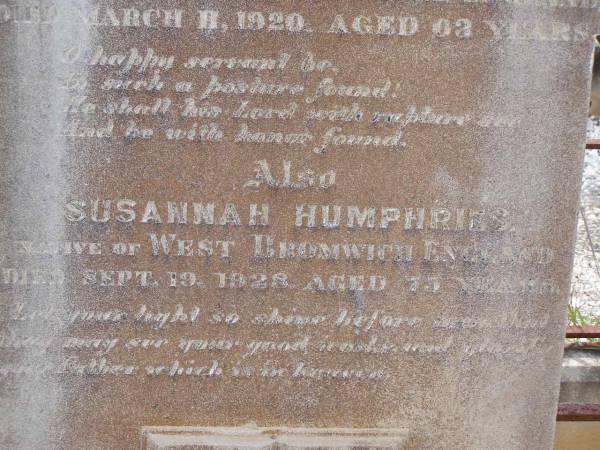 DIED MARCH 11, 1920. AGED 63 YEARS.
O happy servant he,
In such a posture found!
He shall his Lord with rapture see
And be with honor found.
Also
SUSANNAH HUMPHRIES.
NATIVE OF WEST BROMWICH ENGLAND
DIED SEPT. 19. 1928. AGED 75 YEARS.
Let your light so shine before men that
they may see your good works and glorify
your Father which is in heaven.